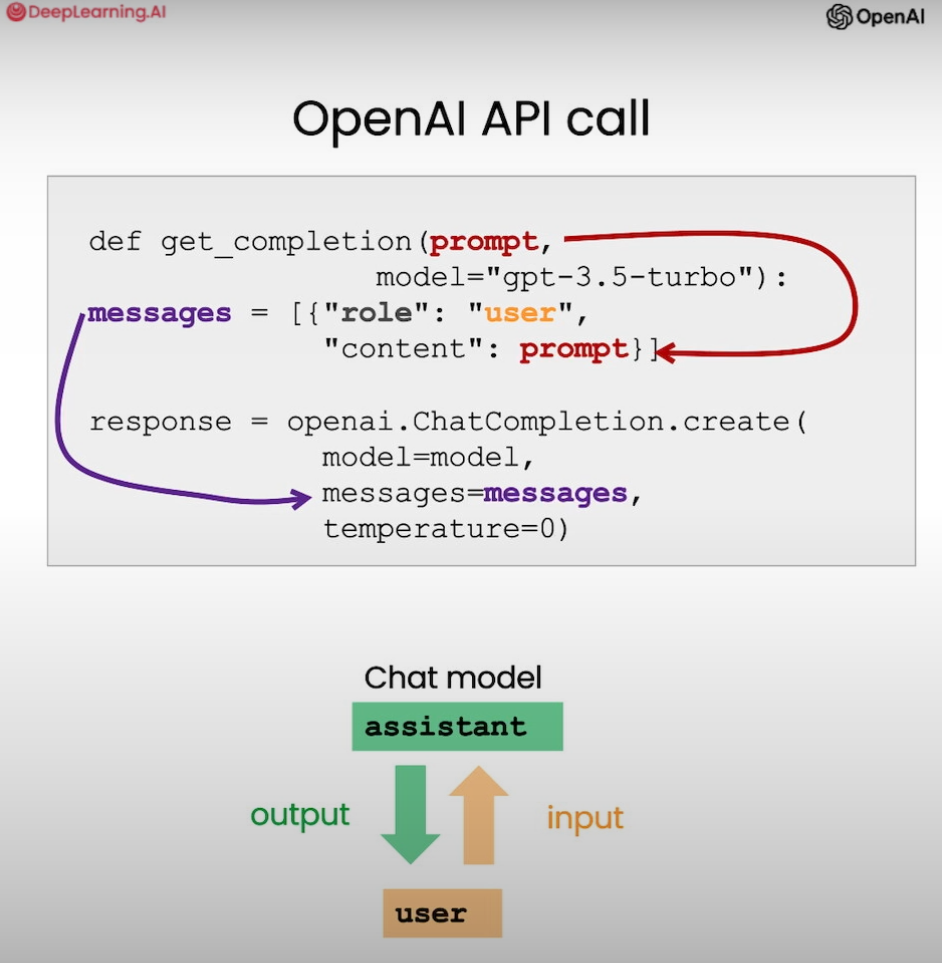 DeepLearning.AI
OpenAI
OpenAI API call
def get_completion(prompt,
model="gpt-3.5-turbo"):
messages = [{"role": "user",
"content": prompt}]
response = openai.ChatCompletion.create(
model=model,
messages=messages,
temperature=0)
Chat model
assistant
output
input
user